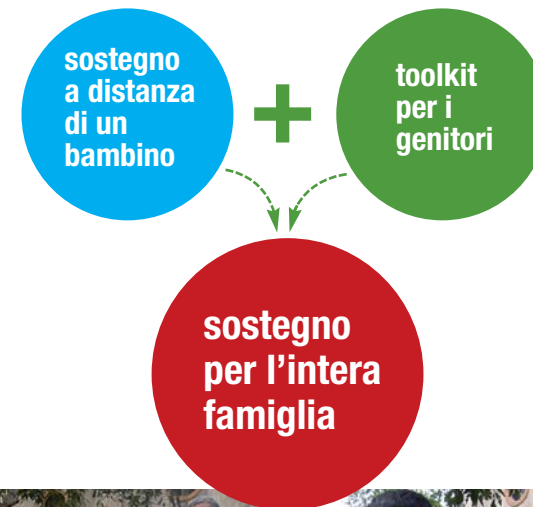 sostegno
a distanza
di un
bambino
+
toolkit
per i
genitori
sostegno
per l’intera
famiglia